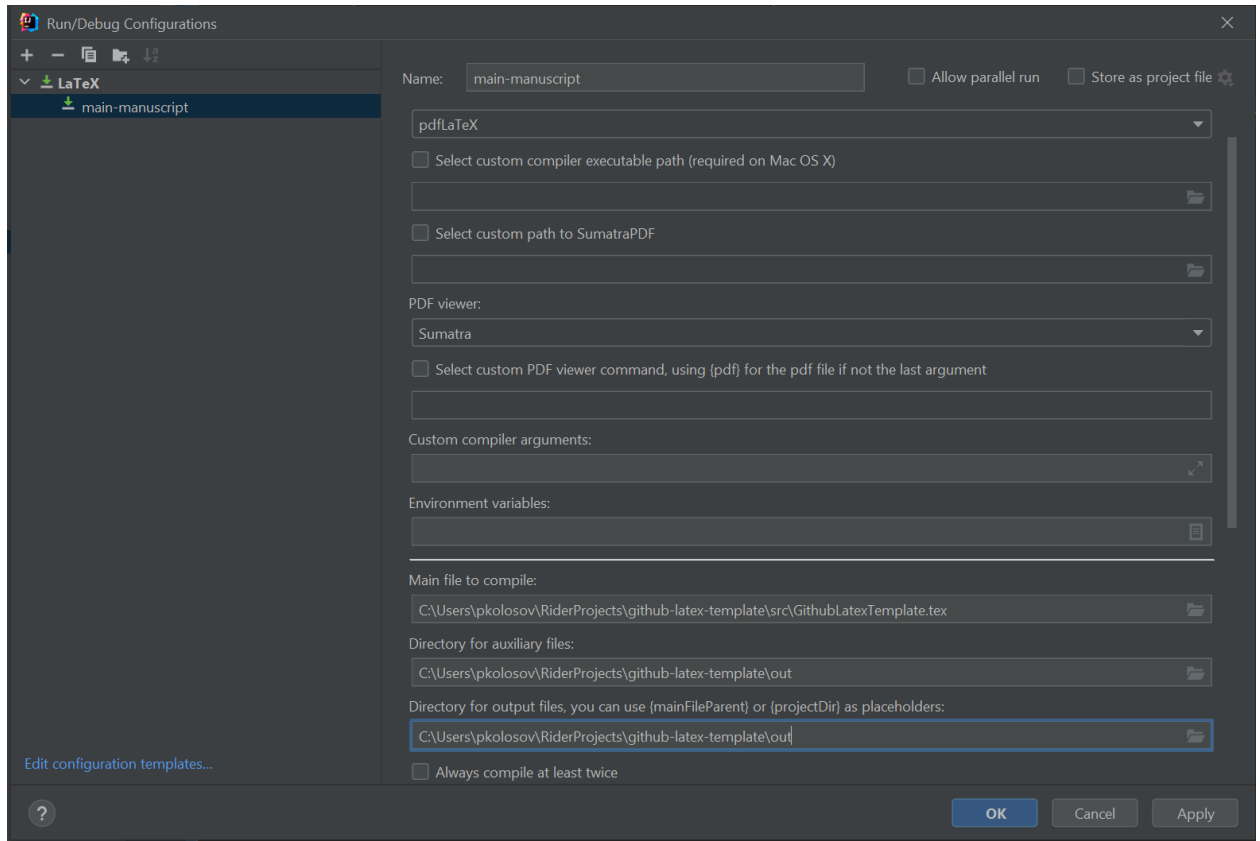 Run/Debug Configurations
LaTeX
main-manuscript
Edit configuration templates...
Name: main-manuscript Allow parallel run Store as project file
pdfLaTeX
Select custom compiler executable path (required on Mac OS X)
Select custom path to SumatraPDF
PDF viewer:
Sumatra
Select custom PDF viewer command, using {pdf} for the pdf file if not the last argument
Custom compiler arguments:
Environment variables:
Main file to compile:
C:\Users\pkolosov\RiderProjects\github-latex-template\src\GithubLatexTemplate.tex
Directory for auxiliary files:
C:\Users\pkolosov\RiderProjects\github-latex-template\out
Directory for output files, you can use {mainFileParent} or {projectDir} as placeholders:
C:\Users\pkolosov\RiderProjects\github-latex-template\out
Always compile at least twice
? OK Cancel Apply